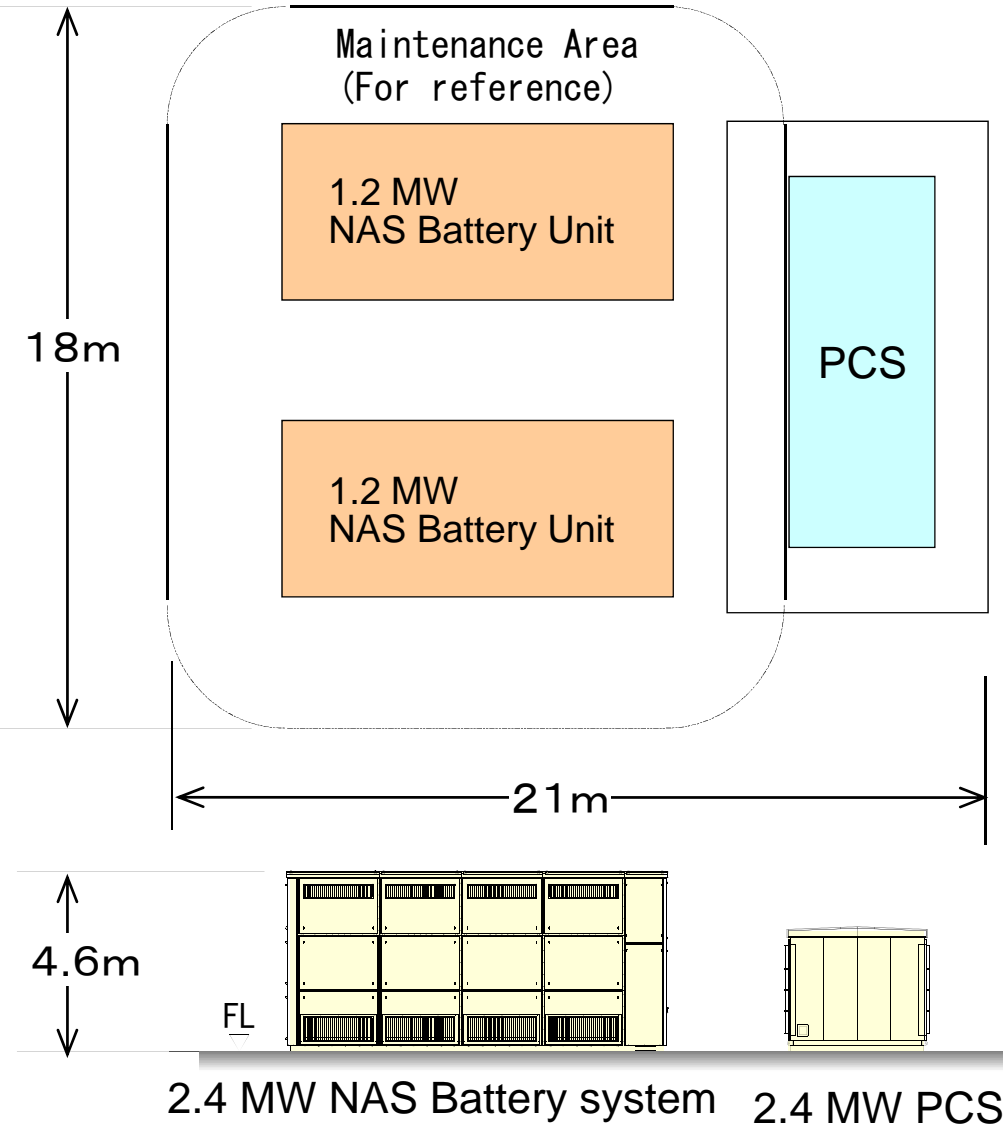 Maintenance Area
(For reference)
1.2 MW
NAS Battery Unit
18m
PCS
1.2 MW
NAS Battery Unit
21m
4.6m
FL
2.4 MW NAS Battery system
2.4 MW PCS